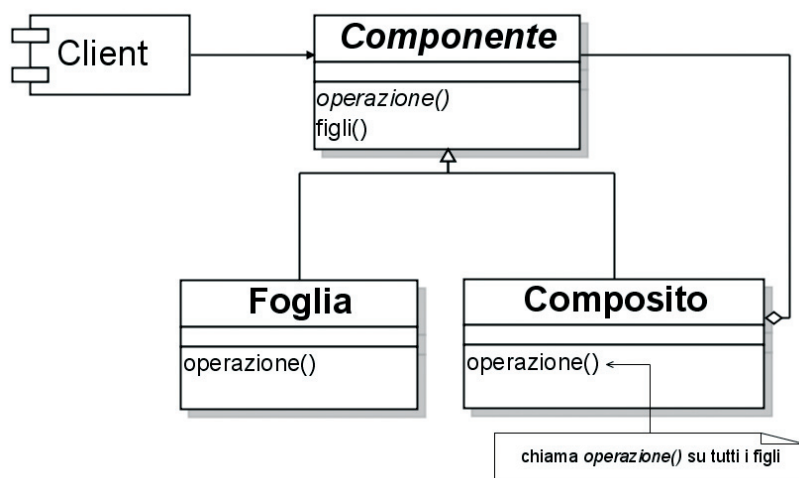 Client
Componente
operazione()
figli()
Foglia
operazione()
Composito
operazione()
chiama operazione() su tutti i figli